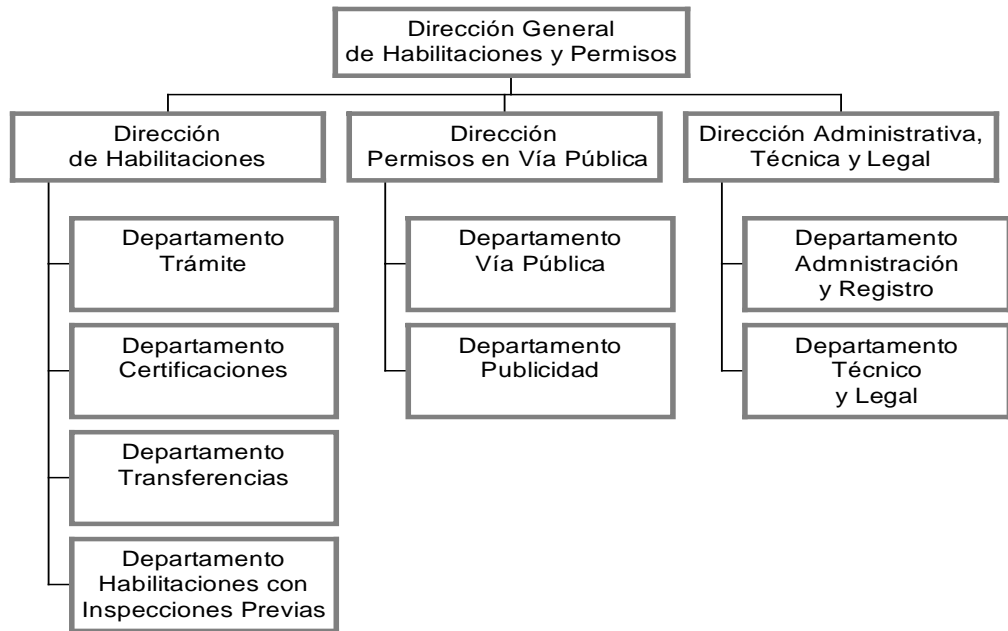 Dirección General
de Habilitaciones y Permisos
Dirección
de Habilitaciones
Dirección
Permisos en Vía Pública
Dirección Administrativa,
Técnica y Legal
Departamento
Trámite
Departamento
Certificaciones
Departamento
Transferencias
Departamento
Habilitaciones con
Inspecciones Previas
Departamento
Vía Pública
Departamento
Publicidad
Departamento
Admnistración
y Registro
Departamento
Técnico
y Legal